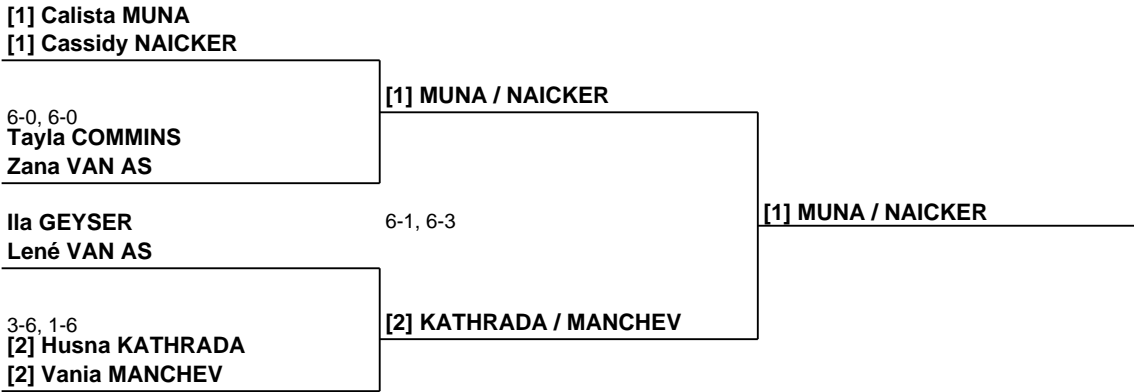 [1] Calista MUNA
[1] Cassidy NAICKER
[1] MUNA / NAICKER
6-0, 6-0
Tayla COMMINS
Zana VAN AS
[1] MUNA / NAICKER
Ila GEYSER
6-1, 6-3
Lené VAN AS
[2] KATHRADA / MANCHEV
3-6, 1-6
[2] Husna KATHRADA
[2] Vania MANCHEV